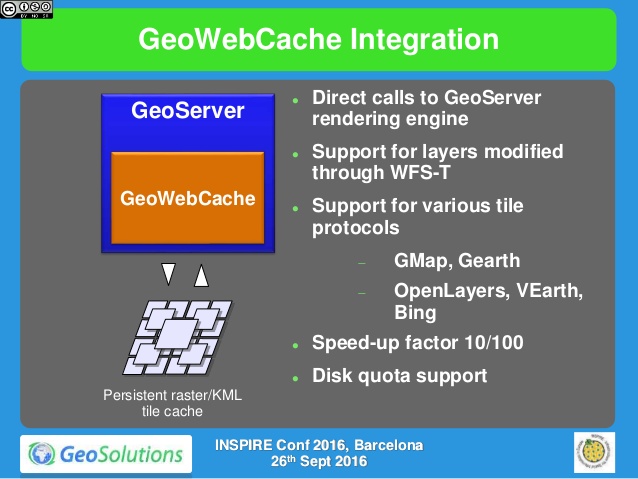 GeoWebCache Integration
GeoServer
GeoWebCache
Persistent raster/KML
tile cache
• Direct calls to GeoServer
rendering engine
• Support for layers modified
through WFS-T
• Support for various tile
protocols
– GMap, Gearth
– OpenLayers, VEarth,
Bing
• Speed-up factor 10/100
• Disk quota support
GeoSolutions
INSPIRE Conf 2016, Barcelona
26th Sept 2016